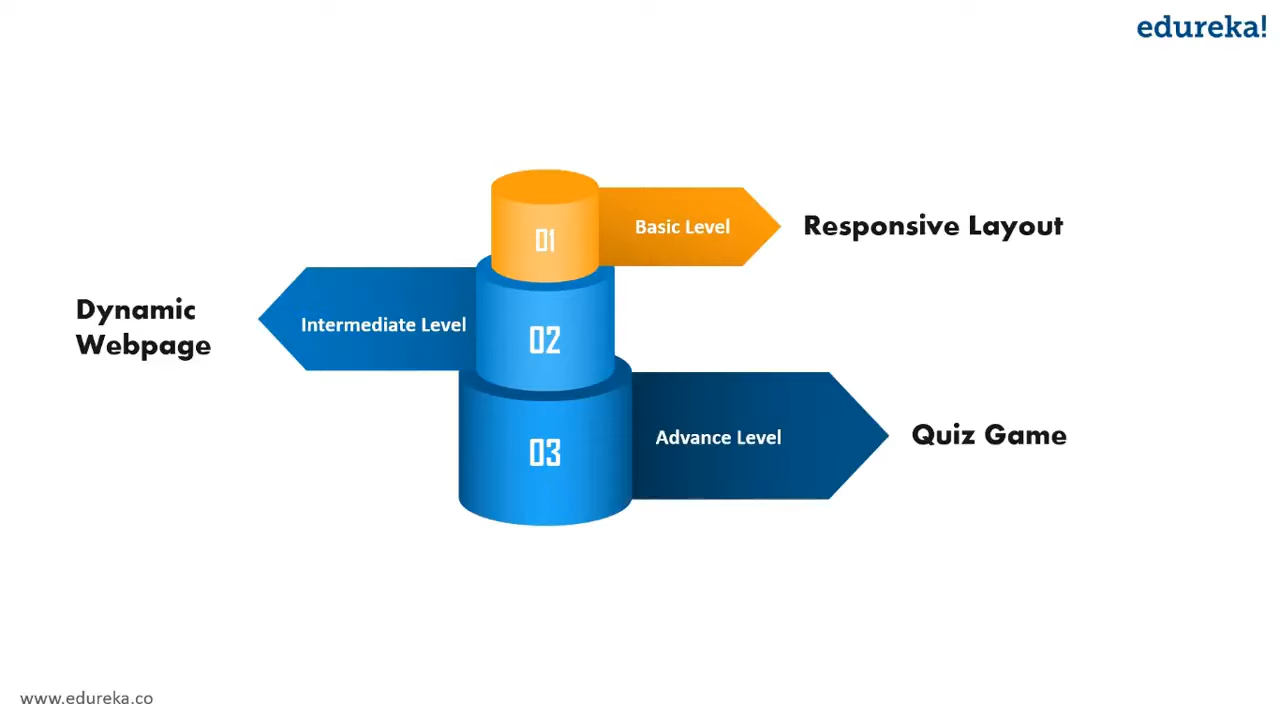 edureka!
01
Basic Level
Responsive Layout
Dynamic
Webpage
Intermediate Level
02
03
Advance Level
Quiz Game
www.edureka.co